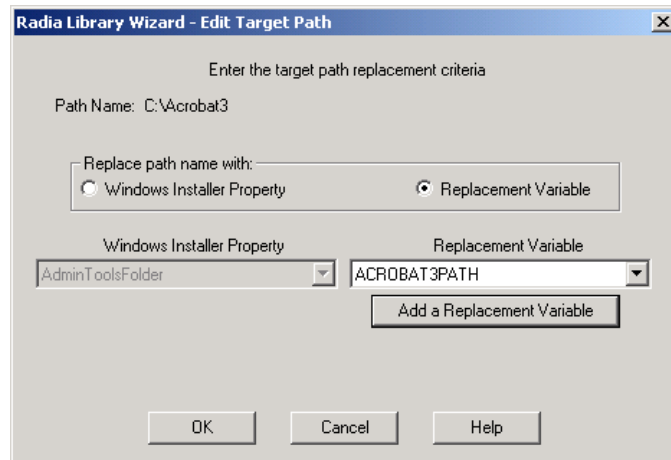 Radia Library Wizard - Edit Target Path
Enter the target path replacement criteria
Path Name: C:\Acrobat3
Replace path name with:
Windows Installer Property
Replacement Variable
Windows Installer Property
Replacement Variable
AdminToolsFolder
ACROBAT3PATH
Add a Replacement Variable
OK
Cancel
Help